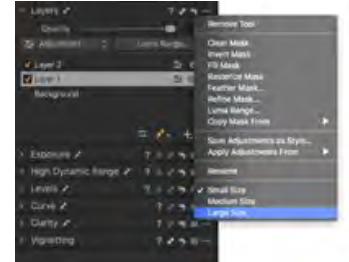 Layers
Opacity
Adjustment
Luma Range...
Layer 2
Layer 1
Background
Exposure
High Dynamic Range
Levels
Curve
Clarity
Vignetting
Remove Tool
Clear Mask
Invert Mask
Fill Mask
Rasterize Mask
Feather Mask...
Refine Mask...
Luma Range...
Copy Mask From
Save Adjustments as Style...
Apply Adjustments From
Rename
Small Size
Medium Size
Large Size